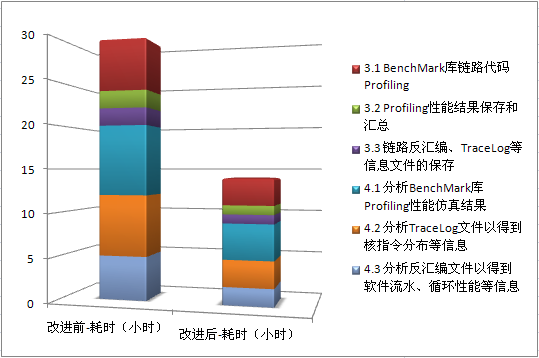 30
25
20
15
10
5
0
改进前-耗时（小时）
改进后-耗时（小时）
3.1 BenchMark库链路代码
Profiling
3.2 Profiling性能结果保存和
汇总
3.3 链路反汇编、TraceLog等
信息文件的保存
4.1 分析BenchMark库
Profiling性能仿真结果
4.2 分析TraceLog文件以得到
核指令分布等信息
4.3 分析反汇编文件以得到
软件流水、循环性能等信息